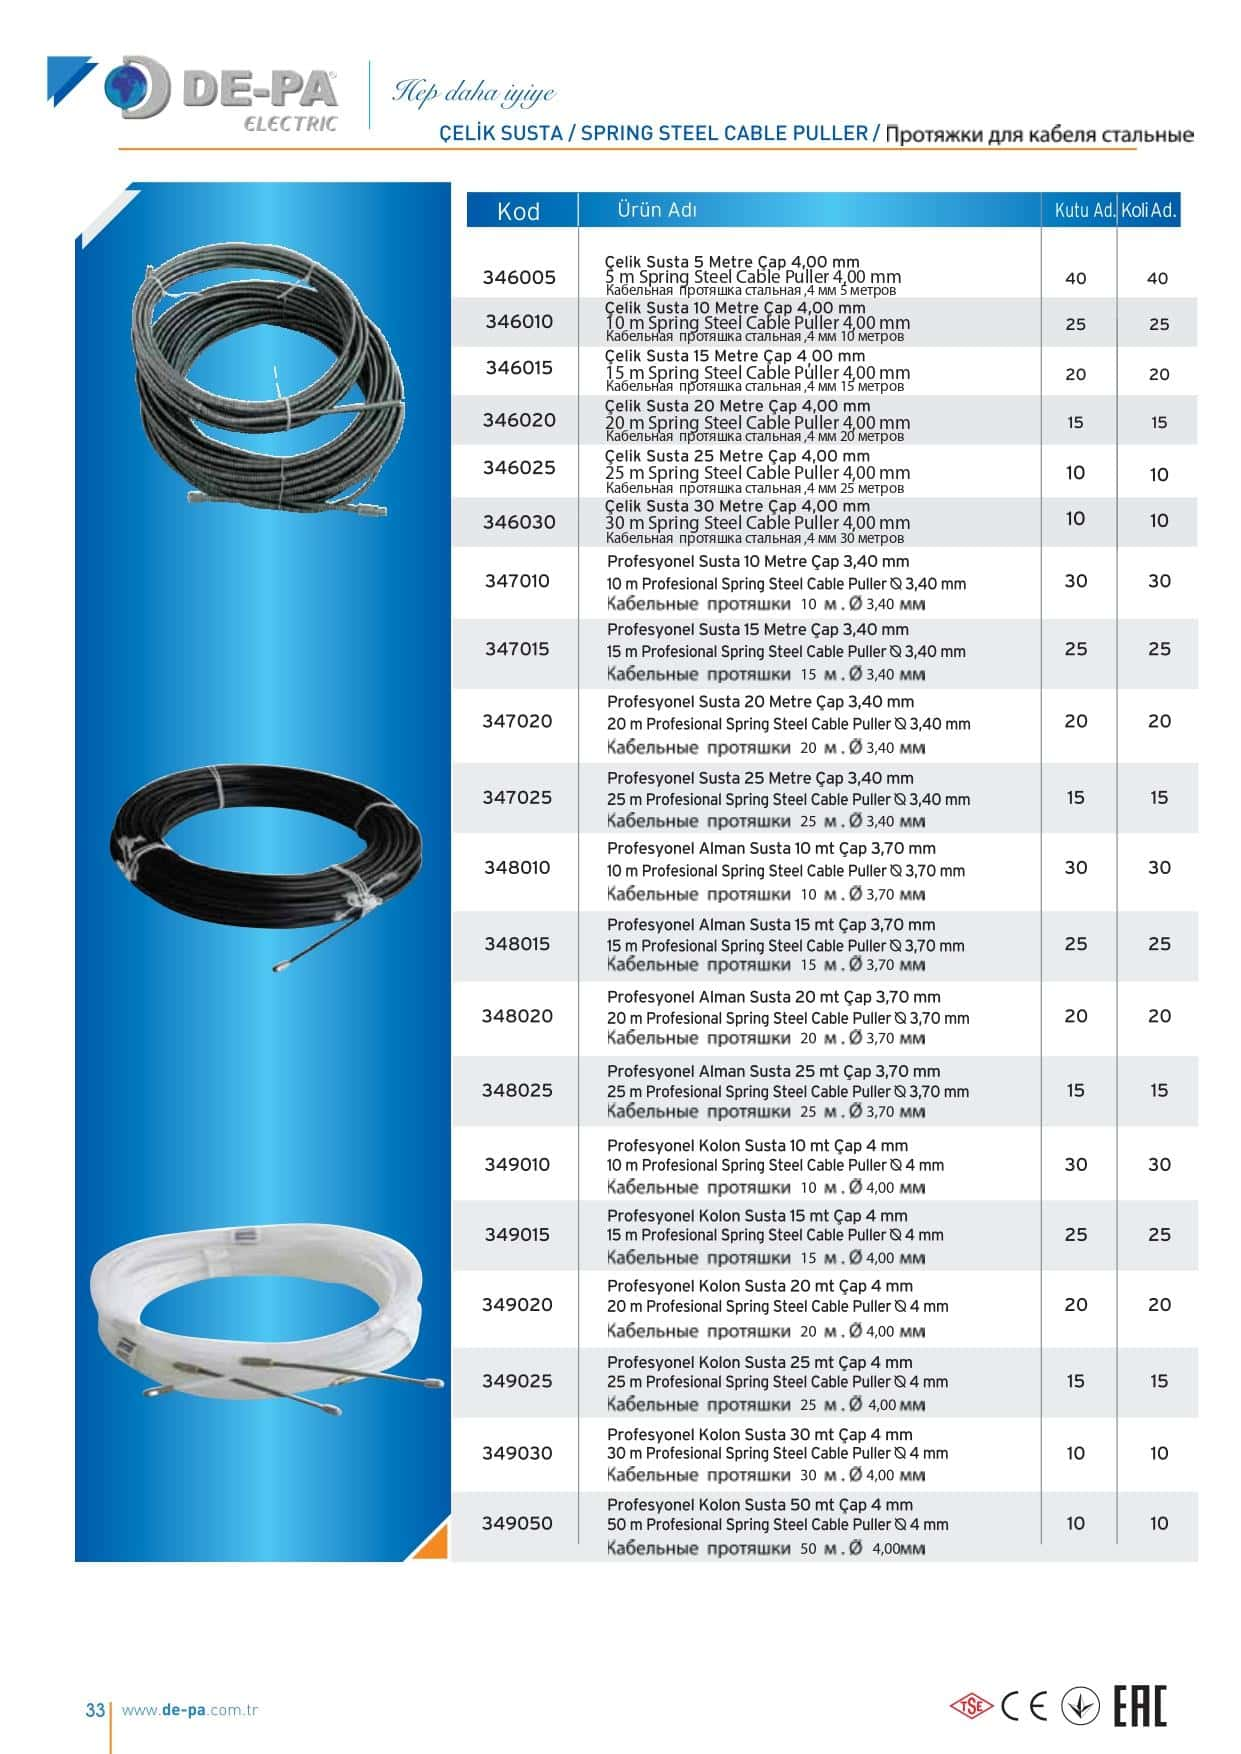 DE-PA
ELECTRIC
Hep daha iyiye
ÇELİK SUSTA / SPRING STEEL CABLE PULLER / Протяжки для кабеля стальные
Kod Ürün Adı Kutu Ad. Koli Ad.
Çelik Susta 5 Metre Çap 4,00 mm
346005 5 m Spring Steel Cable Puller 4,00 mm 40 40
Кабельная протяшка стальная ,4 мм 5 метров
Çelik Susta 10 Metre Çap 4,00 mm
346010 10 m Spring Steel Cable Puller 4,00 mm 25 25
Кабельная протяшка стальная ,4 мм 10 метров
Çelik Susta 15 Metre Çap 4 00 mm
346015 15 m Spring Steel Cable Puller 4,00 mm 20 20
Кабельная протяшка стальная ,4 мм 15 метров
Çelik Susta 20 Metre Çap 4,00 mm
346020 20 m Spring Steel Cable Puller 4,00 mm 15 15
Кабельная протяшка стальная ,4 мм 20 метров
Çelik Susta 25 Metre Çap 4,00 mm
346025 25 m Spring Steel Cable Puller 4,00 mm 10 10
Кабельная протяшка стальная ,4 мм 25 метров
Çelik Susta 30 Metre Çap 4,00 mm
346030 30 m Spring Steel Cable Puller 4,00 mm 10 10
Кабельная протяшка стальная ,4 мм 30 метров
Profesyonel Susta 10 Metre Çap 3,40 mm
347010 10 m Profesional Spring Steel Cable Puller Ø 3,40 mm 30 30
Кабельные протяшки 10 м . Ø 3,40 мм
Profesyonel Susta 15 Metre Çap 3,40 mm
347015 15 m Profesional Spring Steel Cable Puller Ø 3,40 mm 25 25
Кабельные протяшки 15 м . Ø 3,40 мм
Profesyonel Susta 20 Metre Çap 3,40 mm
347020 20 m Profesional Spring Steel Cable Puller Ø 3,40 mm 20 20
Кабельные протяшки 20 м . Ø 3,40 мм
Profesyonel Susta 25 Metre Çap 3,40 mm
347025 25 m Profesional Spring Steel Cable Puller Ø 3,40 mm 15 15
Кабельные протяшки 25 м . Ø 3,40 мм
Profesyonel Alman Susta 10 mt Çap 3,70 mm
348010 10 m Profesional Spring Steel Cable Puller Ø 3,70 mm 30 30
Кабельные протяшки 10 м . Ø 3,70 мм
Profesyonel Alman Susta 15 mt Çap 3,70 mm
348015 15 m Profesional Spring Steel Cable Puller Ø 3,70 mm 25 25
Кабельные протяшки 15 м . Ø 3,70 мм
Profesyonel Alman Susta 20 mt Çap 3,70 mm
348020 20 m Profesional Spring Steel Cable Puller Ø 3,70 mm 20 20
Кабельные протяшки 20 м . Ø 3,70 мм
Profesyonel Alman Susta 25 mt Çap 3,70 mm
348025 25 m Profesional Spring Steel Cable Puller Ø 3,70 mm 15 15
Кабельные протяшки 25 м . Ø 3,70 мм
Profesyonel Kolon Susta 10 mt Çap 4 mm
349010 10 m Profesional Spring Steel Cable Puller Ø 4 mm 30 30
Кабельные протяшки 10 м . Ø 4,00 мм
Profesyonel Kolon Susta 15 mt Çap 4 mm
349015 15 m Profesional Spring Steel Cable Puller Ø 4 mm 25 25
Кабельные протяшки 15 м . Ø 4,00 мм
Profesyonel Kolon Susta 20 mt Çap 4 mm
349020 20 m Profesional Spring Steel Cable Puller Ø 4 mm 20 20
Кабельные протяшки 20 м . Ø 4,00 мм
Profesyonel Kolon Susta 25 mt Çap 4 mm
349025 25 m Profesional Spring Steel Cable Puller Ø 4 mm 15 15
Кабельные протяшки 25 м . Ø 4,00 мм
Profesyonel Kolon Susta 30 mt Çap 4 mm
349030 30 m Profesional Spring Steel Cable Puller Ø 4 mm 10 10
Кабельные протяшки 30 м . Ø 4,00 мм
Profesyonel Kolon Susta 50 mt Çap 4 mm
349050 50 m Profesional Spring Steel Cable Puller Ø 4 mm 10 10
Кабельные протяшки 50 м . Ø 4,00мм
33 www.de-pa.com.tr TSE CE EAC